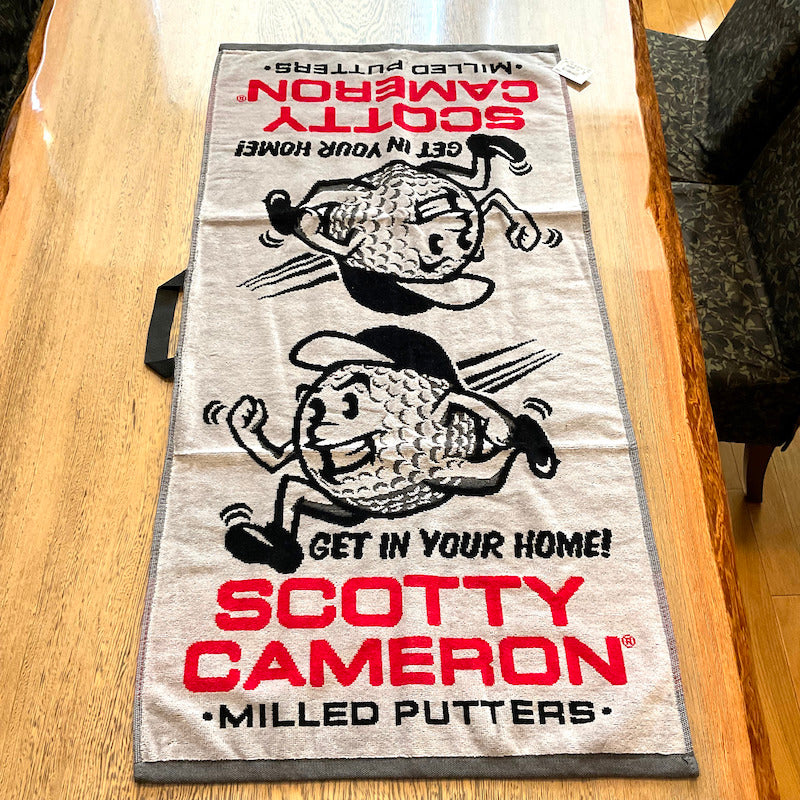 ·MILLED PUTTERS·
SCOTTY
CAMERON®
GET IN YOUR HOME!
GET IN YOUR HOME!
SCOTTY
CAMERON®
·MILLED PUTTERS·